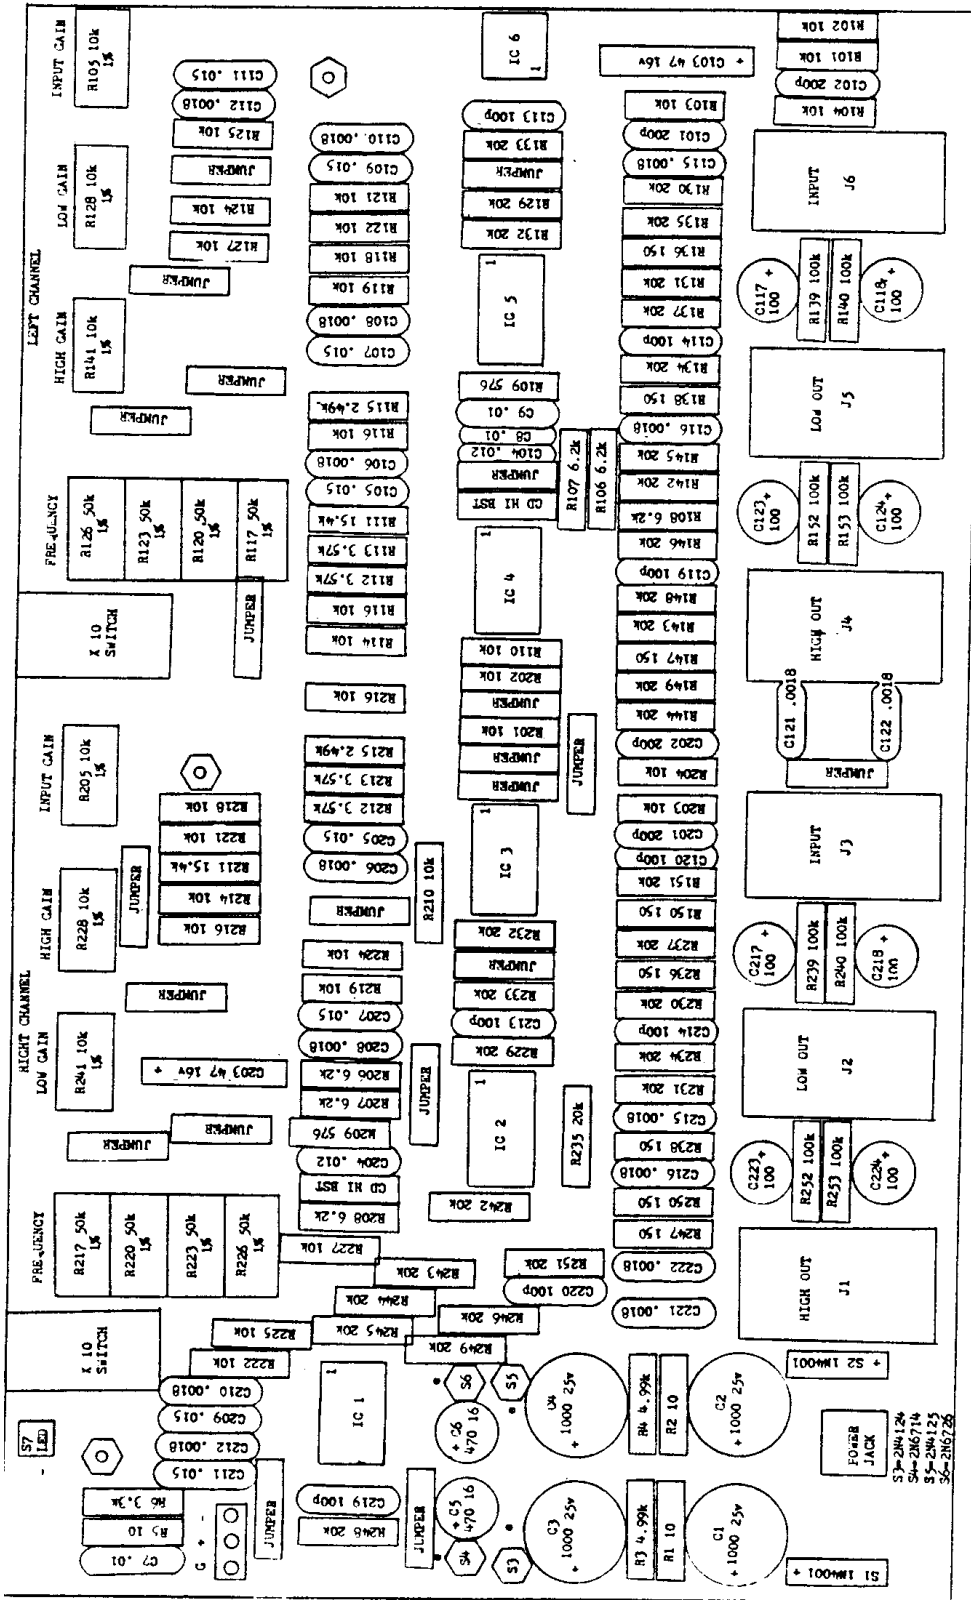 INPUT GAIN
R105 10k
1%
LOW GAIN
R128 10k
1%
LEFT CHANNEL
HIGH GAIN
R141 10k
1%
FREQUENCY
R126 50k
1%
R123 50k
1%
R120 50k
1%
R117 50k
1%
X 10
SWITCH
JUMPER
INPUT GAIN
R205 10k
1%
HIGH GAIN
R228 10k
1%
RIGHT CHANNEL
LOW GAIN
R241 10k
1%
FREQUENCY
R217 50k
1%
R220 50k
1%
R223 50k
1%
R226 50k
1%
X 10
SWITCH
S7
LED
-
C111 .015
C112 .0018
R125 10k
JUMPER
R124 10k
R127 10k
JUMPER
JUMPER
JUMPER
R218 10k
R221 10k
R211 15.4k
R214 10k
R216 10k
JUMPER
JUMPER
C203 47 16v +
JUMPER
JUMPER
R227 10k
R225 10k
R222 10k
C210 .0018
C209 .015
C212 .0018
C211 .015
R6 3.3k
R5 10
C7 .01
G + -
JUMPER
C110 .0018
C109 .015
R121 10k
R122 10k
R118 10k
R119 10k
C108 .0018
C107 .015
R115 2.49k
R116 10k
C106 .0018
C105 .015
R111 15.4k
R113 3.57k
R112 3.57k
R116 10k
R114 10k
R216 10k
R215 2.49k
R213 3.57k
R212 3.57k
C205 .015
C206 .0018
JUMPER
R210 10k
R224 10k
R219 10k
C207 .015
C208 .0018
R206 6.2k
R207 6.2k
JUMPER
R209 576
C204 .012
CD HI BST
R208 6.2k
R242 20k
R243 20k
R244 20k
R245 20k
R246 20k
R249 20k
IC 1
1
C219 100p
R248 20k
JUMPER
IC 6
1
C113 100p
R133 20k
JUMPER
R129 20k
R132 20k
IC 5
1
R109 576
C9 .01
C8 .01
C104 .012
JUMPER
CD HI BST
R107 6.2k
R106 6.2k
IC 4
1
R110 10k
R202 10k
JUMPER
R201 10k
JUMPER
JUMPER
JUMPER
IC 3
1
R232 20k
JUMPER
R233 20k
C213 100p
R229 20k
IC 2
1
R235 20k
R251 20k
C220 100p
S6
S5
+ C6
470 16
+ C5
470 16
S4
S3
C4
+ 1000 25v
C3
+ 1000 25v
+ C103 47 16v
R103 10k
C101 200p
C115 .0018
R130 20k
R135 20k
R136 150
R131 20k
R137 20k
C114 100p
R134 20k
R138 150
C116 .0018
R145 20k
R142 20k
R108 6.2k
R146 20k
C119 100p
R148 20k
R143 20k
R147 150
R149 20k
R144 20k
C202 200p
R204 10k
R203 10k
C201 200p
C120 100p
R151 20k
R150 150
R237 20k
R236 150
R230 20k
C214 100p
R234 20k
R231 20k
C215 .0018
R238 150
C216 .0018
R250 150
R247 150
C222 .0018
C221 .0018
R4 4.99k
R2 10
R3 4.99k
R1 10
C2
+ 1000 25v
C1
+ 1000 25v
R102 10k
R101 10k
C102 200p
R104 10k
INPUT
J6
C117 +
100
R139 100k
R140 100k
C118 +
100
LOW OUT
J5
C123 +
100
R152 100k
R153 100k
C124 +
100
HIGH OUT
J4
C121 .0018
C122 .0018
JUMPER
INPUT
J3
C217 +
100
R239 100k
R240 100k
C218 +
100
LOW OUT
J2
C223 +
100
R252 100k
R253 100k
C224 +
100
HIGH OUT
J1
+ S2 1N4001
POWER
JACK
S3=2N4124
S4=2N6714
S5=2N4125
S6=2N6726
S1 1N4001 +